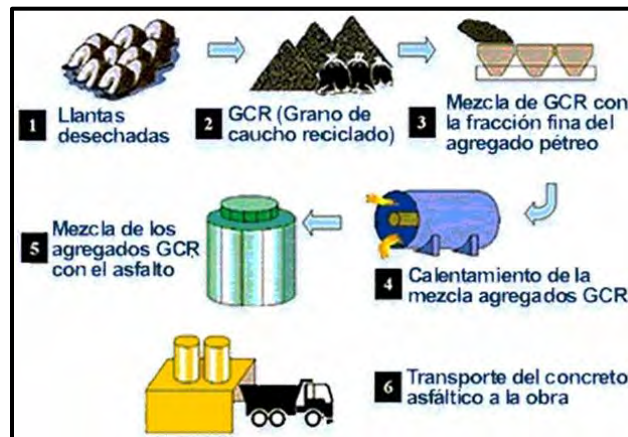 1 Llantas
desechadas
2 GCR (Grano de
caucho reciclado)
3 Mezcla de GCR con
la fracción fina del
agregado pétreo
4 Calentamiento de la
mezcla agregados GCR
5 Mezcla de los
agregados GCR
con el asfalto
6 Transporte del concreto
asfáltico a la obra